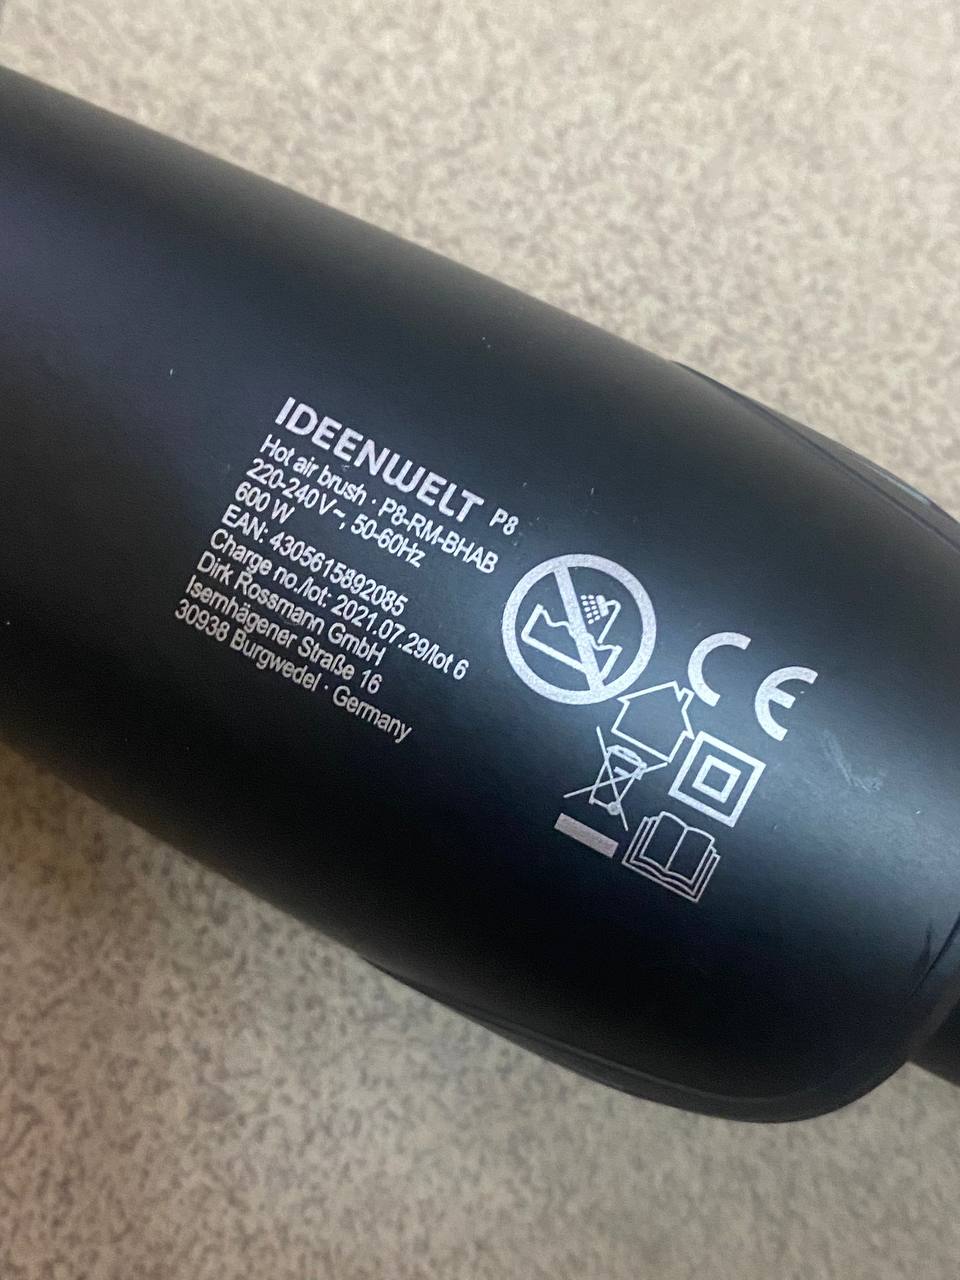 IDEENWELT P8
Hot air brush · P8-RM-BHAB
220-240V~, 50-60Hz
600 W
EAN: 4305615892085
Charge no./lot: 2021.07.29/lot 6
Dirk Rossmann GmbH
Isernhägener Straße 16
30938 Burgwedel · Germany
CE